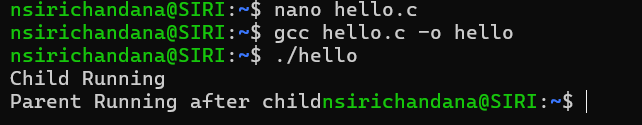 nsirichandana@SIRI:~$ nano hello.c
nsirichandana@SIRI:~$ gcc hello.c -o hello
nsirichandana@SIRI:~$ ./hello
Child Running
Parent Running after childnsirichandana@SIRI:~$